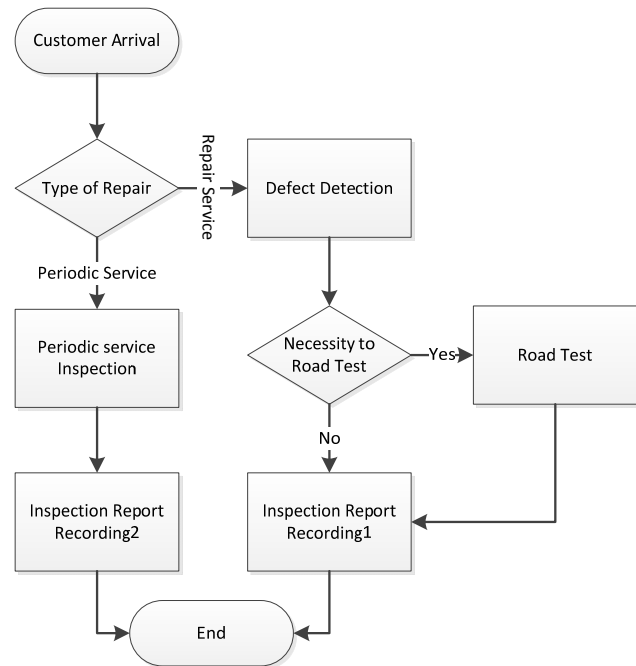 Customer Arrival
Type of Repair
Repair Service
Defect Detection
Periodic Service
Periodic service
Inspection
Necessity to
Road Test
Yes
Road Test
No
Inspection Report
Recording2
Inspection Report
Recording1
End